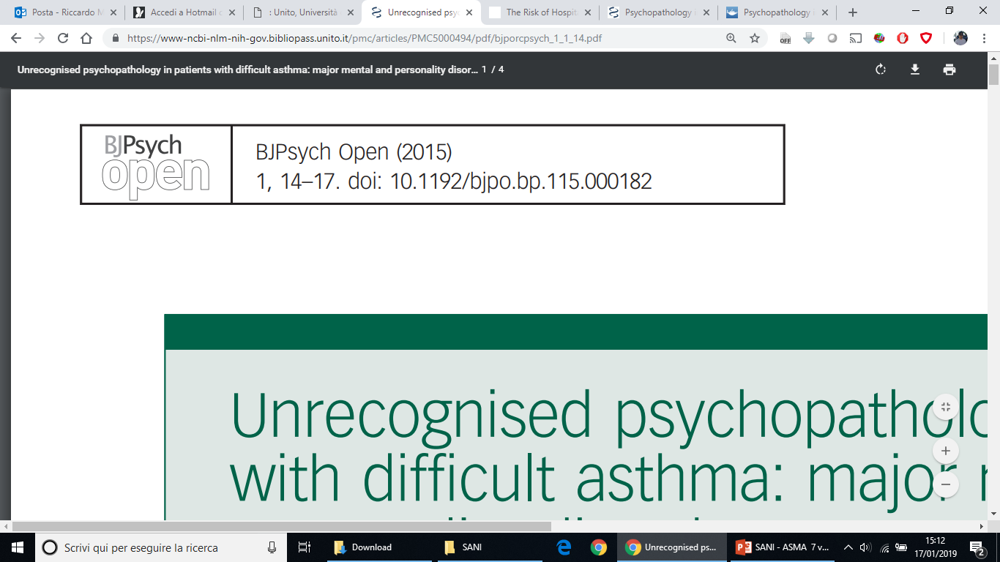 Posta - Riccardo M
Accedi a Hotmail
: Unito, Università
Unrecognised psy
The Risk of Hospit
Psychopathology
Psychopathology i
https://www-ncbi-nlm-nih-gov.bibliopass.unito.it/pmc/articles/PMC5000494/pdf/bjporcpsych_1_1_14.pdf
OFF
Unrecognised psychopathology in patients with difficult asthma: major mental and personality disor... 1 / 4
BJPsych
open
BJPsych Open (2015)
1, 14–17. doi: 10.1192/bjpo.bp.115.000182
Unrecognised psychopatholo
with difficult asthma: major
Scrivi qui per eseguire la ricerca
Download
SANI
Unrecognised ps...
SANI - ASMA 7 v...
15:12
17/01/2019
2